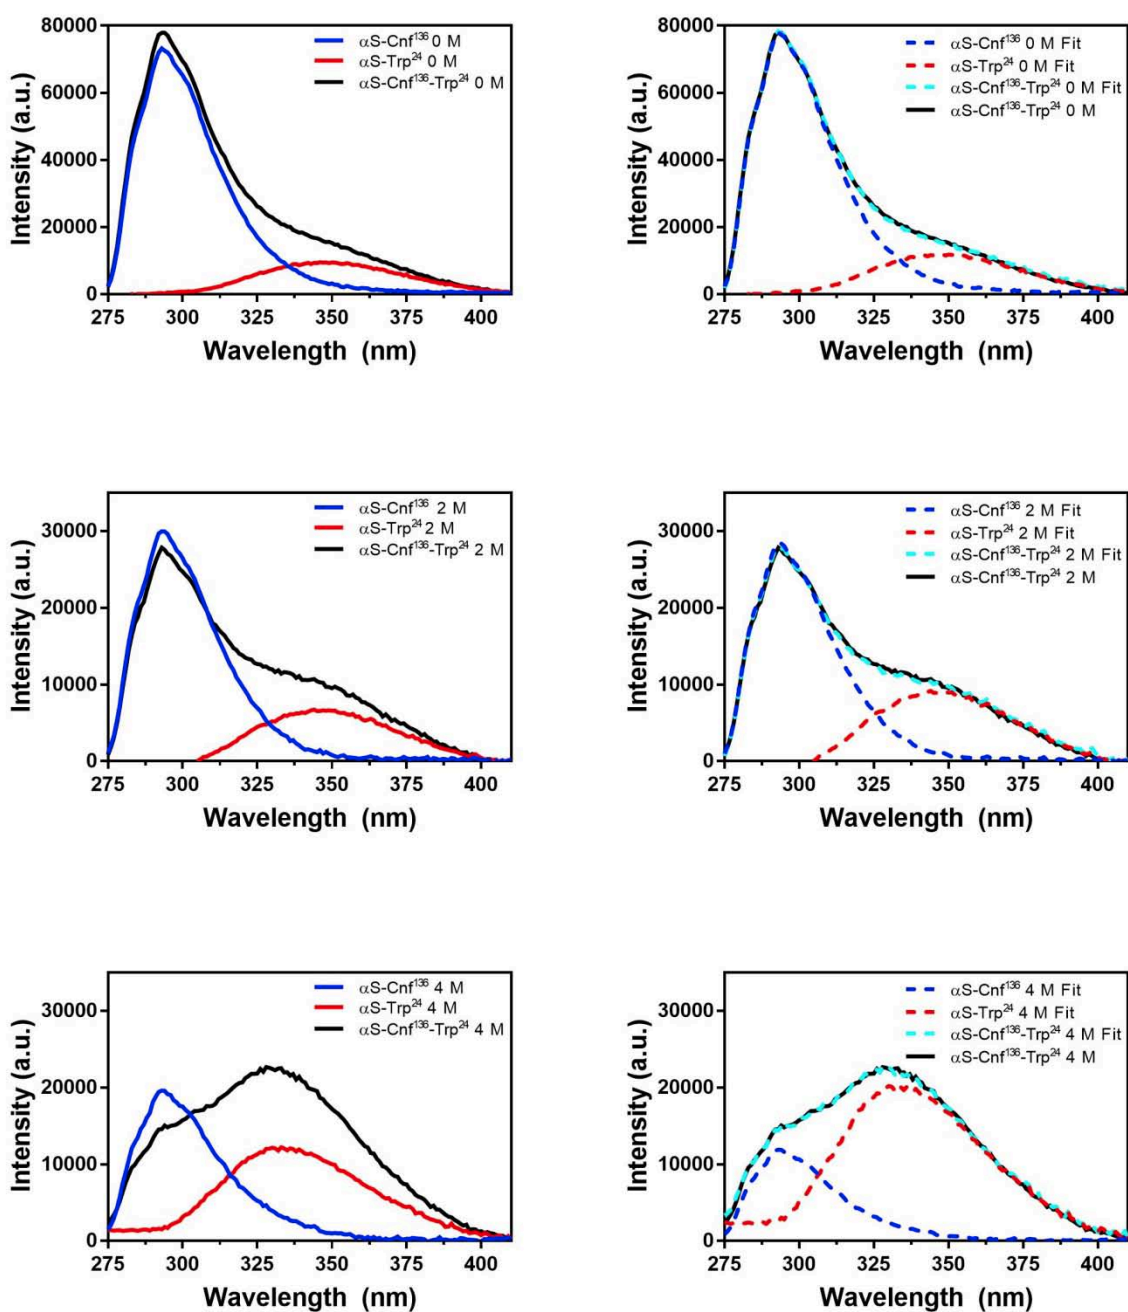 80000
60000
40000
20000
0
Intensity (a.u.)
αS-Cnf¹³⁶ 0 M
αS-Trp²⁴ 0 M
αS-Cnf¹³⁶-Trp²⁴ 0 M
275 300 325 350 375 400
Wavelength (nm)
80000
60000
40000
20000
0
Intensity (a.u.)
αS-Cnf¹³⁶ 0 M Fit
αS-Trp²⁴ 0 M Fit
αS-Cnf¹³⁶-Trp²⁴ 0 M Fit
αS-Cnf¹³⁶-Trp²⁴ 0 M
275 300 325 350 375 400
Wavelength (nm)
30000
20000
10000
0
Intensity (a.u.)
αS-Cnf¹³⁶ 2 M
αS-Trp²⁴ 2 M
αS-Cnf¹³⁶-Trp²⁴ 2 M
275 300 325 350 375 400
Wavelength (nm)
30000
20000
10000
0
Intensity (a.u.)
αS-Cnf¹³⁶ 2 M Fit
αS-Trp²⁴ 2 M Fit
αS-Cnf¹³⁶-Trp²⁴ 2 M Fit
αS-Cnf¹³⁶-Trp²⁴ 2 M
275 300 325 350 375 400
Wavelength (nm)
30000
20000
10000
0
Intensity (a.u.)
αS-Cnf¹³⁶ 4 M
αS-Trp²⁴ 4 M
αS-Cnf¹³⁶-Trp²⁴ 4 M
275 300 325 350 375 400
Wavelength (nm)
30000
20000
10000
0
Intensity (a.u.)
αS-Cnf¹³⁶ 4 M Fit
αS-Trp²⁴ 4 M Fit
αS-Cnf¹³⁶-Trp²⁴ 4 M Fit
αS-Cnf¹³⁶-Trp²⁴ 4 M
275 300 325 350 375 400
Wavelength (nm)